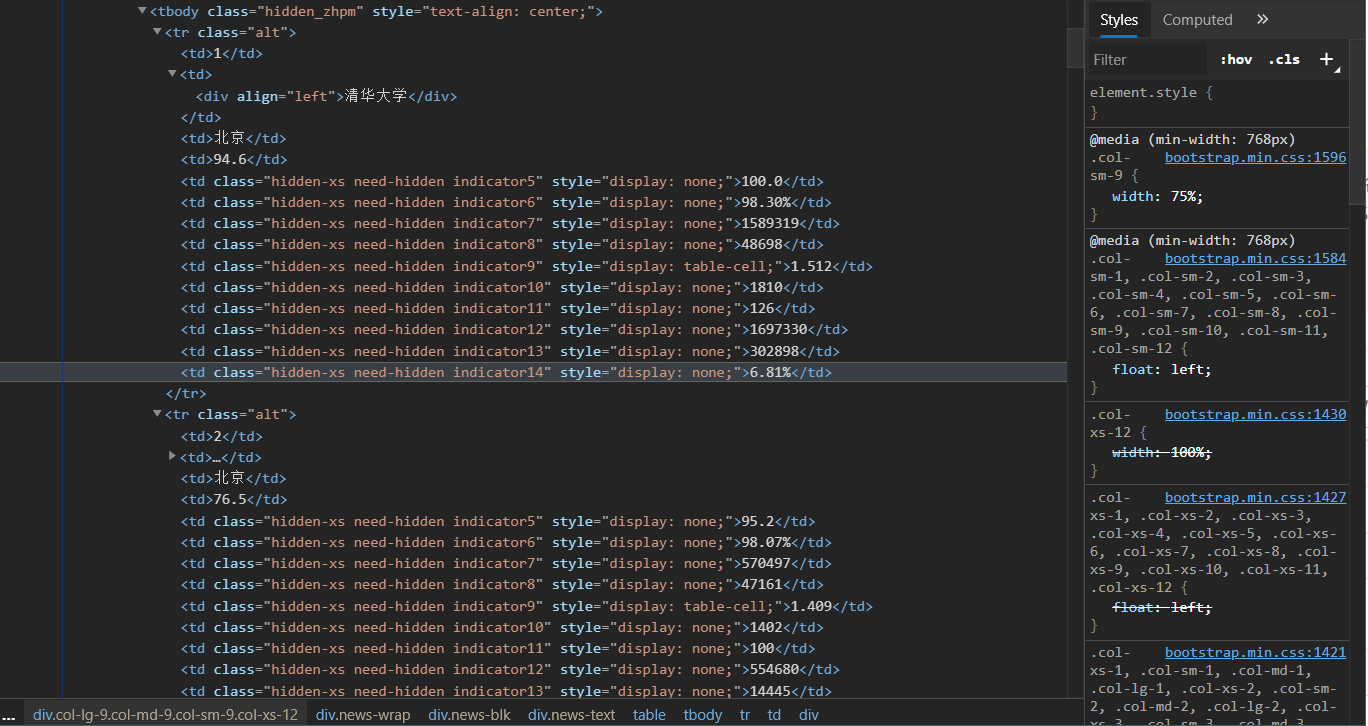 <tbody class="hidden_zhpm" style="text-align: center;">
<tr class="alt">
<td>1</td>
<td>
<div align="left">清华大学</div>
</td>
<td>北京</td>
<td>94.6</td>
<td class="hidden-xs need-hidden indicator5" style="display: none;">100.0</td>
<td class="hidden-xs need-hidden indicator6" style="display: none;">98.30%</td>
<td class="hidden-xs need-hidden indicator7" style="display: none;">1589319</td>
<td class="hidden-xs need-hidden indicator8" style="display: none;">48698</td>
<td class="hidden-xs need-hidden indicator9" style="display: table-cell;">1.512</td>
<td class="hidden-xs need-hidden indicator10" style="display: none;">1810</td>
<td class="hidden-xs need-hidden indicator11" style="display: none;">126</td>
<td class="hidden-xs need-hidden indicator12" style="display: none;">1697330</td>
<td class="hidden-xs need-hidden indicator13" style="display: none;">302898</td>
<td class="hidden-xs need-hidden indicator14" style="display: none;">6.81%</td>
</tr>
<tr class="alt">
<td>2</td>
<td>…</td>
<td>北京</td>
<td>76.5</td>
<td class="hidden-xs need-hidden indicator5" style="display: none;">95.2</td>
<td class="hidden-xs need-hidden indicator6" style="display: none;">98.07%</td>
<td class="hidden-xs need-hidden indicator7" style="display: none;">570497</td>
<td class="hidden-xs need-hidden indicator8" style="display: none;">47161</td>
<td class="hidden-xs need-hidden indicator9" style="display: table-cell;">1.409</td>
<td class="hidden-xs need-hidden indicator10" style="display: none;">1402</td>
<td class="hidden-xs need-hidden indicator11" style="display: none;">100</td>
<td class="hidden-xs need-hidden indicator12" style="display: none;">554680</td>
<td class="hidden-xs need-hidden indicator13" style="display: none;">14445</td>
... div.col-lg-9.col-md-9.col-sm-9.col-xs-12 div.news-wrap div.news-blk div.news-text table tbody tr td div
Styles Computed »
Filter :hov .cls +
element.style {
}
@media (min-width: 768px)
.col- bootstrap.min.css:1596
sm-9 {
width: 75%;
}
@media (min-width: 768px)
.col- bootstrap.min.css:1584
sm-1, .col-sm-2, .col-sm-3,
.col-sm-4, .col-sm-5, .col-sm-
6, .col-sm-7, .col-sm-8, .col-
sm-9, .col-sm-10, .col-sm-11,
.col-sm-12 {
float: left;
}
.col- bootstrap.min.css:1430
xs-12 {
width: 100%;
}
.col- bootstrap.min.css:1427
xs-1, .col-xs-2, .col-xs-3,
.col-xs-4, .col-xs-5, .col-xs-
6, .col-xs-7, .col-xs-8, .col-
xs-9, .col-xs-10, .col-xs-11,
.col-xs-12 {
float: left;
}
.col- bootstrap.min.css:1421
xs-1, .col-sm-1, .col-md-1,
.col-lg-1, .col-xs-2, .col-sm-
2, .col-md-2, .col-lg-2, .col-
xs-3, .col-sm-3, .col-md-3,